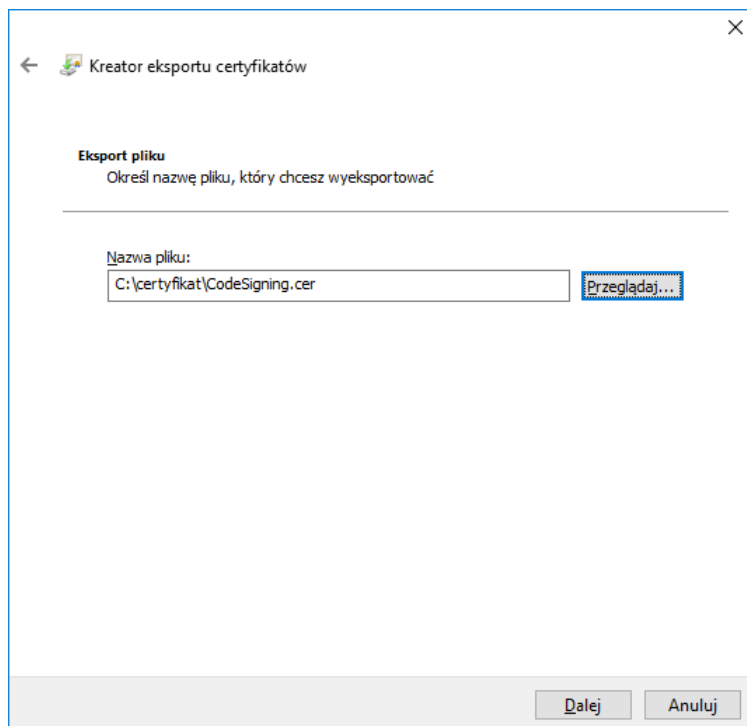 Kreator eksportu certyfikatów
Eksport pliku
Określ nazwę pliku, który chcesz wyeksportować
Nazwa pliku:
C:\certyfikat\CodeSigning.cer
Przeglądaj...
Dalej
Anuluj